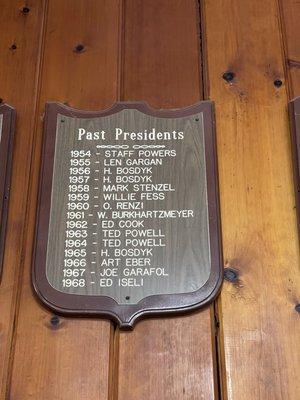 Past Presidents
1954 - STAFF POWERS
1955 - LEN GARGAN
1956 - H. BOSDYK
1957 - H. BOSDYK
1958 - MARK STENZEL
1959 - WILLIE FESS
1960 - O. RENZI
1961 - W. BURKHARTZMEYER
1962 - ED COOK
1963 - TED POWELL
1964 - TED POWELL
1965 - H. BOSDYK
1966 - ART EBER
1967 - JOE GARAFOL
1968 - ED ISELI